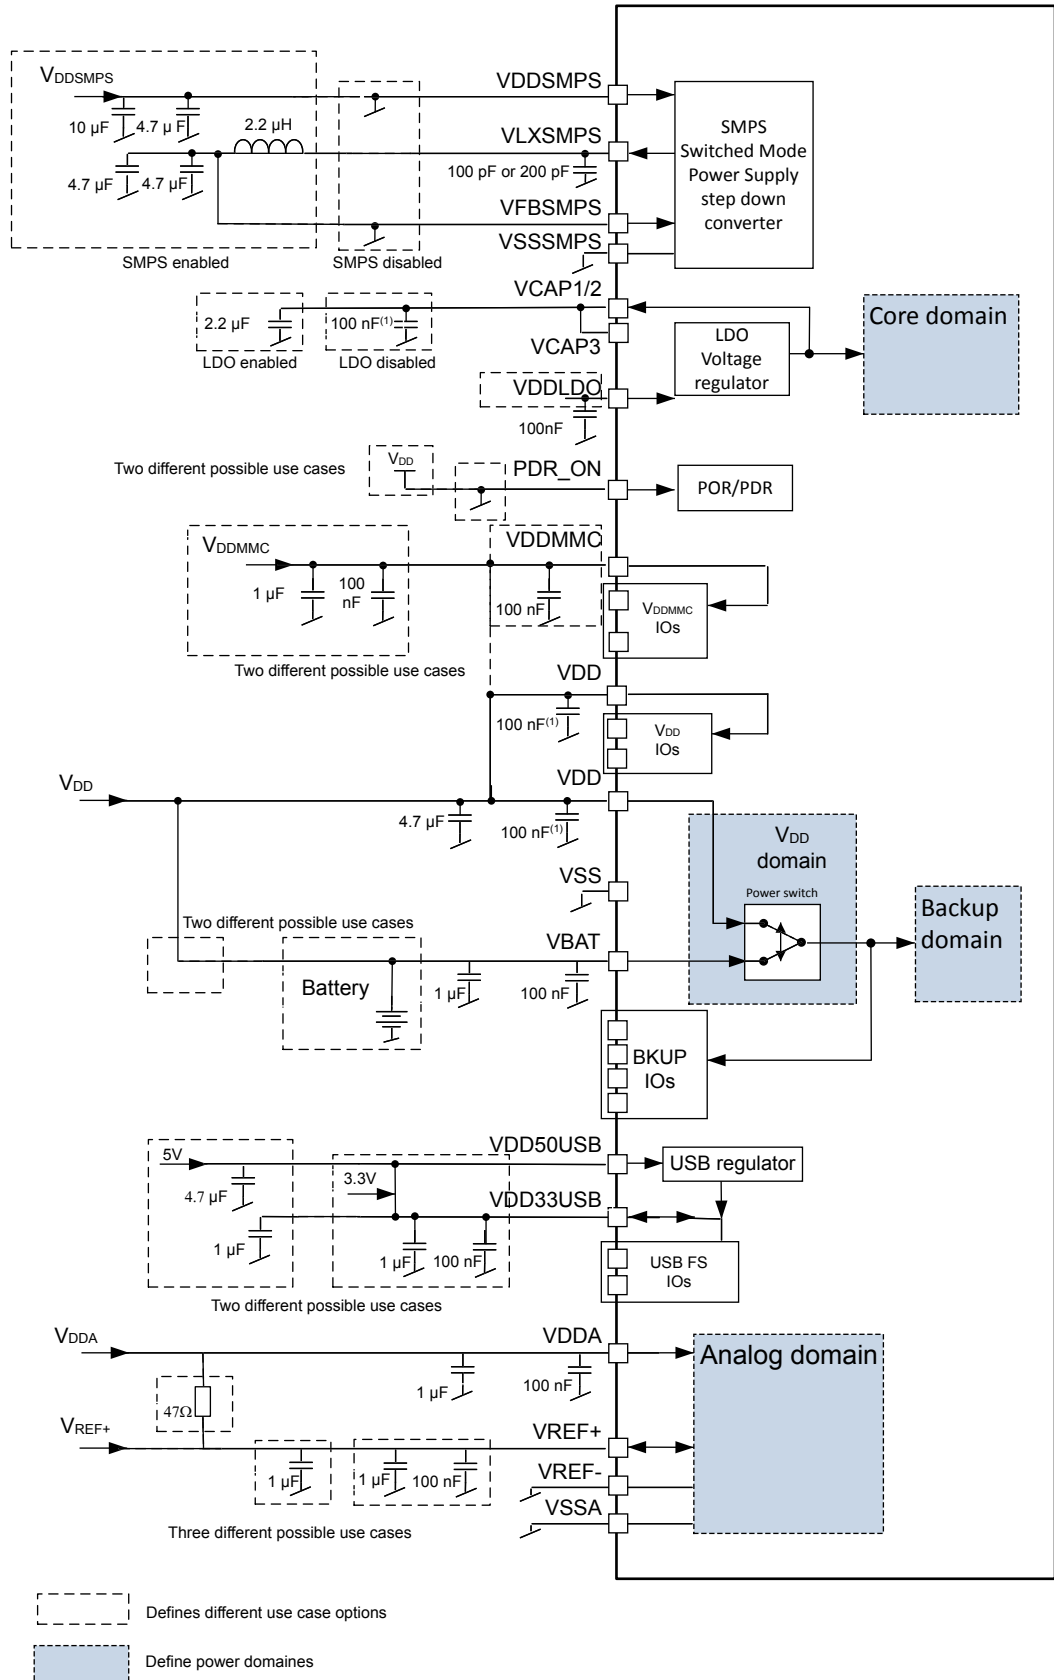 VDDSMPS
VDDSMPS
10 µF
4.7 µ F
2.2 µH
VLXSMPS
SMPS
Switched Mode
Power Supply
step down
converter
4.7 µF
4.7 µF
100 pF or 200 pF
VFBSMPS
VSSSMPS
SMPS enabled
SMPS disabled
VCAP1/2
2.2 µF
100 nF(1)
LDO enabled
LDO disabled
VCAP3
LDO
Voltage
regulator
Core domain
VDDLDO
100nF
Two different possible use cases
VDD
PDR_ON
POR/PDR
VDDMMC
VDDMMC
1 µF
100
nF
100 nF
VDDMMC
IOs
Two different possible use cases
VDD
100 nF(1)
VDD
IOs
VDD
VDD
4.7 µF
100 nF(1)
VDD
domain
Power switch
VSS
Backup
domain
Two different possible use cases
VBAT
Battery
1 µF
100 nF
BKUP
IOs
VDD50USB
5V
USB regulator
4.7 µF
3.3V
VDD33USB
1 µF
1 µF
100 nF
USB FS
IOs
Two different possible use cases
VDDA
VDDA
Analog domain
1 µF
100 nF
47Ω
VREF+
VREF+
1 µF
1 µF
100 nF
VREF-
VSSA
Three different possible use cases
Defines different use case options
Define power domaines